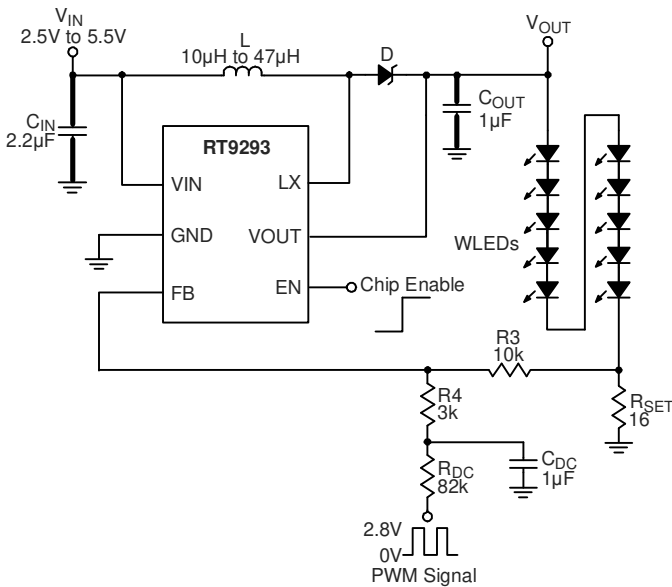 VIN
2.5V to 5.5V
L
10µH to 47µH
D
VOUT
CIN
2.2µF
COUT
1µF
RT9293
VIN
LX
GND
VOUT
WLEDs
FB
EN
Chip Enable
R3
10k
R4
3k
RSET
16
RDC
82k
CDC
1µF
2.8V
0V
PWM Signal